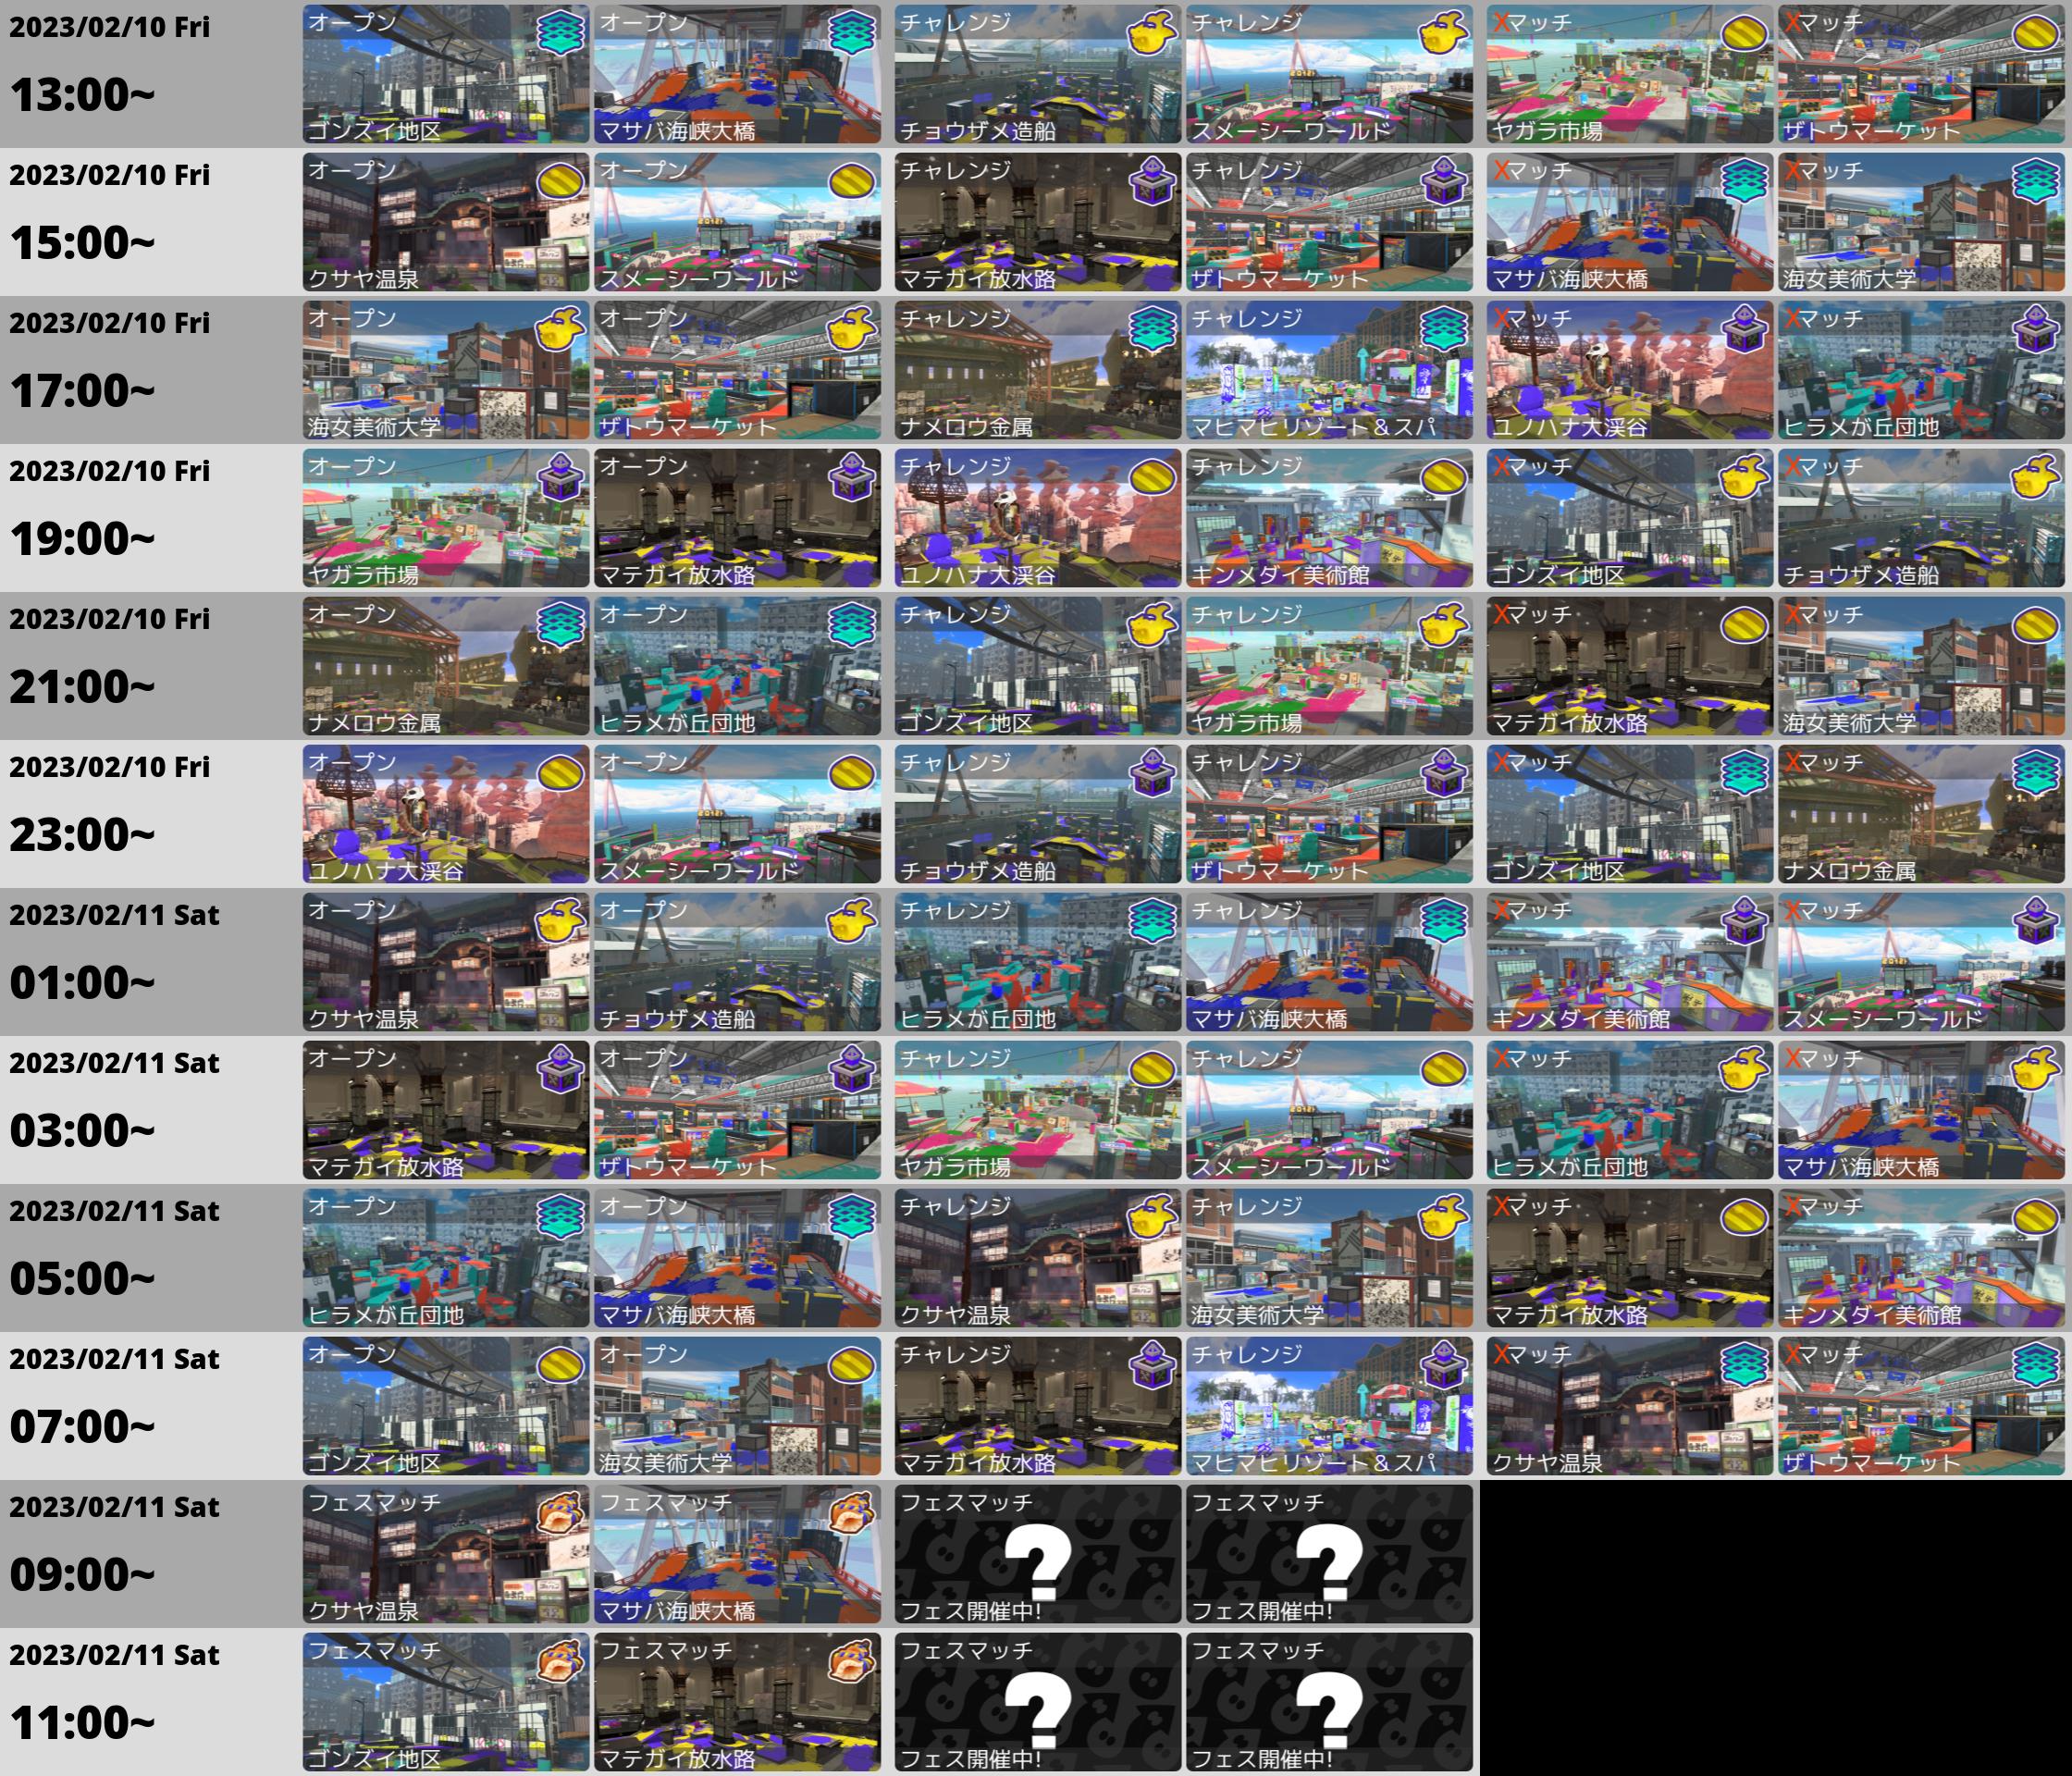 2023/02/10 Fri
13:00~
オープン
ゴンズイ地区
オープン
マサバ海峡大橋
チャレンジ
チョウザメ造船
チャレンジ
スメーシーワールド
Xマッチ
ヤガラ市場
Xマッチ
ザトウマーケット
2023/02/10 Fri
15:00~
オープン
クサヤ温泉
オープン
スメーシーワールド
チャレンジ
マテガイ放水路
チャレンジ
ザトウマーケット
Xマッチ
マサバ海峡大橋
Xマッチ
海女美術大学
2023/02/10 Fri
17:00~
オープン
海女美術大学
オープン
ザトウマーケット
チャレンジ
ナメロウ金属
チャレンジ
マヒマヒリゾート＆スパ
Xマッチ
ユノハナ大渓谷
Xマッチ
ヒラメが丘団地
2023/02/10 Fri
19:00~
オープン
ヤガラ市場
オープン
マテガイ放水路
チャレンジ
ユノハナ大渓谷
チャレンジ
キンメダイ美術館
Xマッチ
ゴンズイ地区
Xマッチ
チョウザメ造船
2023/02/10 Fri
21:00~
オープン
ナメロウ金属
オープン
ヒラメが丘団地
チャレンジ
ゴンズイ地区
チャレンジ
ヤガラ市場
Xマッチ
マテガイ放水路
Xマッチ
海女美術大学
2023/02/10 Fri
23:00~
オープン
ユノハナ大渓谷
オープン
スメーシーワールド
チャレンジ
チョウザメ造船
チャレンジ
ザトウマーケット
Xマッチ
ゴンズイ地区
Xマッチ
ナメロウ金属
2023/02/11 Sat
01:00~
オープン
クサヤ温泉
オープン
チョウザメ造船
チャレンジ
ヒラメが丘団地
チャレンジ
マサバ海峡大橋
Xマッチ
キンメダイ美術館
Xマッチ
スメーシーワールド
2023/02/11 Sat
03:00~
オープン
マテガイ放水路
オープン
ザトウマーケット
チャレンジ
ヤガラ市場
チャレンジ
スメーシーワールド
Xマッチ
ヒラメが丘団地
Xマッチ
マサバ海峡大橋
2023/02/11 Sat
05:00~
オープン
ヒラメが丘団地
オープン
マサバ海峡大橋
チャレンジ
クサヤ温泉
チャレンジ
海女美術大学
Xマッチ
マテガイ放水路
Xマッチ
キンメダイ美術館
2023/02/11 Sat
07:00~
オープン
ゴンズイ地区
オープン
海女美術大学
チャレンジ
マテガイ放水路
チャレンジ
マヒマヒリゾート＆スパ
Xマッチ
クサヤ温泉
Xマッチ
ザトウマーケット
2023/02/11 Sat
09:00~
フェスマッチ
クサヤ温泉
フェスマッチ
マサバ海峡大橋
フェスマッチ
?
フェス開催中!
フェスマッチ
?
フェス開催中!
2023/02/11 Sat
11:00~
フェスマッチ
ゴンズイ地区
フェスマッチ
マテガイ放水路
フェスマッチ
?
フェス開催中!
フェスマッチ
?
フェス開催中!